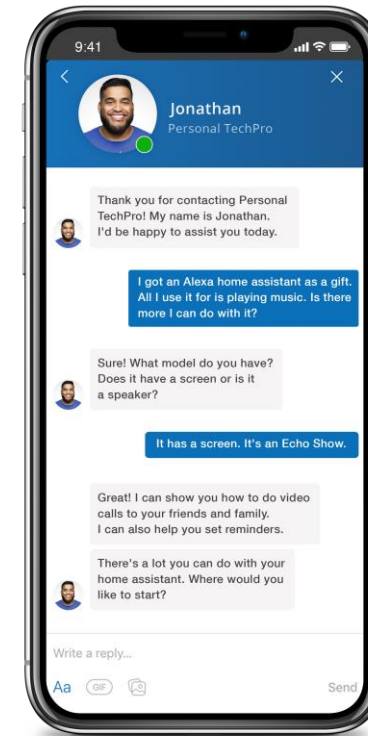 9:41
Jonathan
Personal TechPro
Thank you for contacting Personal
TechPro! My name is Jonathan.
I'd be happy to assist you today.
I got an Alexa home assistant as a gift.
All I use it for is playing music. Is there
more I can do with it?
Sure! What model do you have?
Does it have a screen or is it
a speaker?
It has a screen. It's an Echo Show.
Great! I can show you how to do video
calls to your friends and family.
I can also help you set reminders.
There's a lot you can do with your
home assistant. Where would you
like to start?
Write a reply...
Aa GIF Send